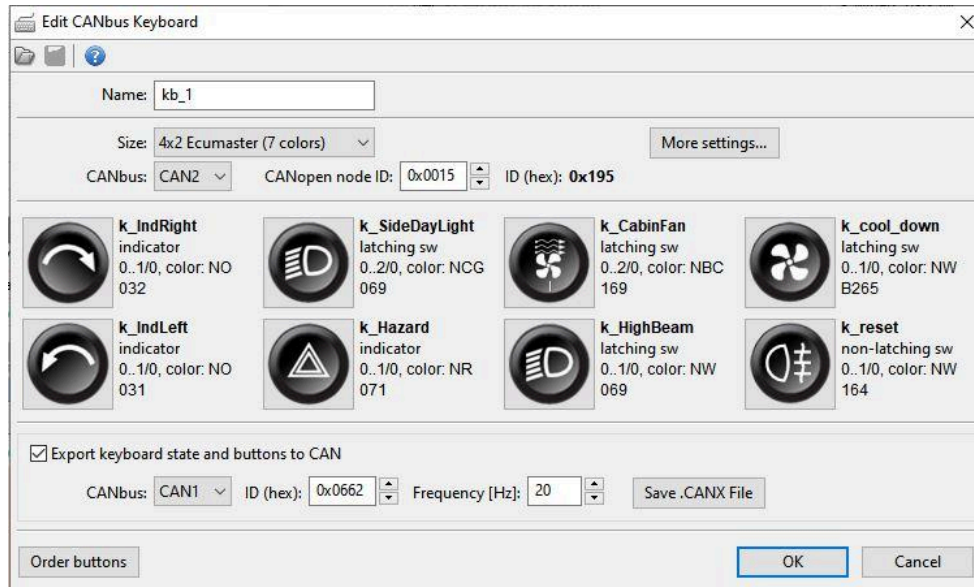 Edit CANbus Keyboard
Name: kb_1
Size: 4x2 Ecumaster (7 colors) More settings...
CANbus: CAN2 CANopen node ID: 0x0015 ID (hex): 0x195
k_IndRight
indicator
0..1/0, color: NO
032
k_SideDayLight
latching sw
0..2/0, color: NCG
069
k_CabinFan
latching sw
0..2/0, color: NBC
169
k_cool_down
latching sw
0..1/0, color: NW
B265
k_IndLeft
indicator
0..1/0, color: NO
031
k_Hazard
indicator
0..1/0, color: NR
071
k_HighBeam
latching sw
0..1/0, color: NW
069
k_reset
non-latching sw
0..1/0, color: NW
164
Export keyboard state and buttons to CAN
CANbus: CAN1 ID (hex): 0x0662 Frequency [Hz]: 20 Save .CANX File
Order buttons OK Cancel